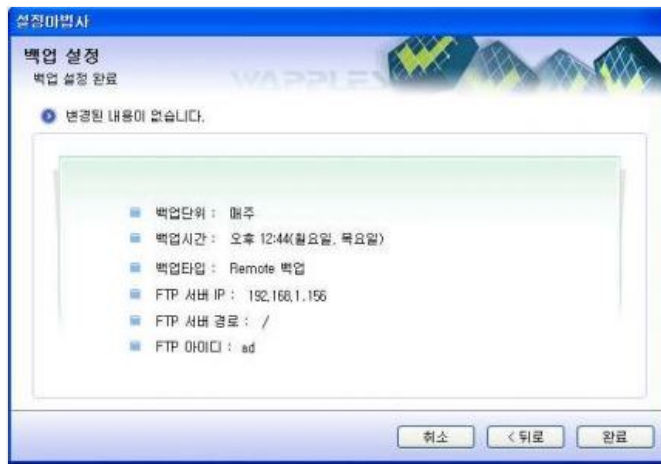 설정마법사
백업 설정
백업 설정 완료
WAPPLES
변경된 내용이 없습니다.
백업단위 : 매주
백업시간 : 오후 12:44(월요일, 목요일)
백업타입 : Remote 백업
FTP 서버 IP : 192,168,1,156
FTP 서버 경로 : /
FTP 아이디 : ad
취소
< 뒤로
완료